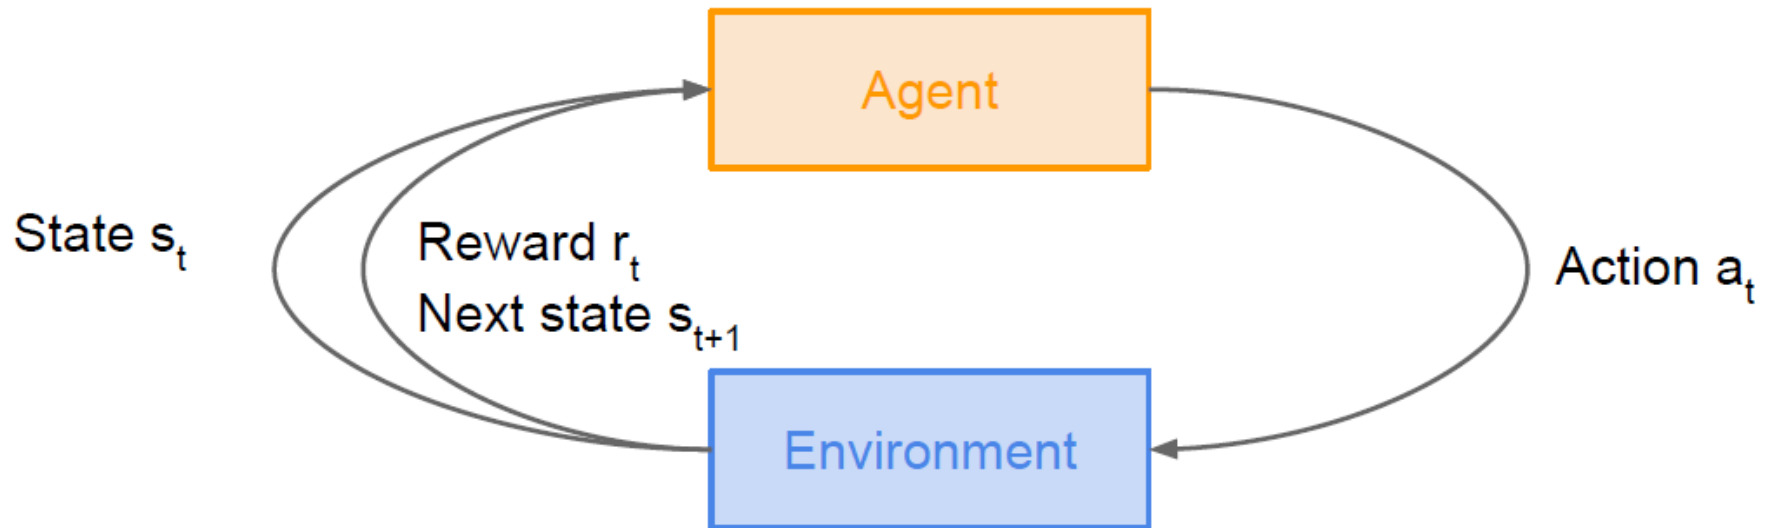 Agent
State sₜ
Reward rₜ
Next state sₜ₊₁
Action aₜ
Environment